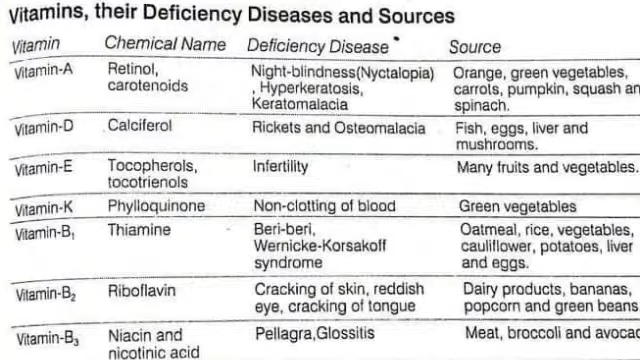 Vitamins, their Deficiency Diseases and Sources
Vitamin Chemical Name Deficiency Disease Source
Vitamin-A Retinol, Night-blindness(Nyctalopia) Orange, green vegetables,
carotenoids , Hyperkeratosis, carrots, pumpkin, squash an
Keratomalacia spinach.
Vitamin-D Calciferol Rickets and Osteomalacia Fish, eggs, liver and
mushrooms.
Vitamin-E Tocopherols, Infertility Many fruits and vegetables.
tocotrienols
Vitamin-K Phylloquinone Non-clotting of blood Green vegetables
Vitamin-B₁ Thiamine Beri-beri, Oatmeal, rice, vegetables,
Wernicke-Korsakoff cauliflower, potatoes, liver
syndrome and eggs.
Vitamin-B₂ Riboflavin Cracking of skin, reddish Dairy products, bananas,
eye, cracking of tongue popcorn and green beans
Vitamin-B₃ Niacin and Pellagra,Glossitis Meat, broccoli and avocad
nicotinic acid